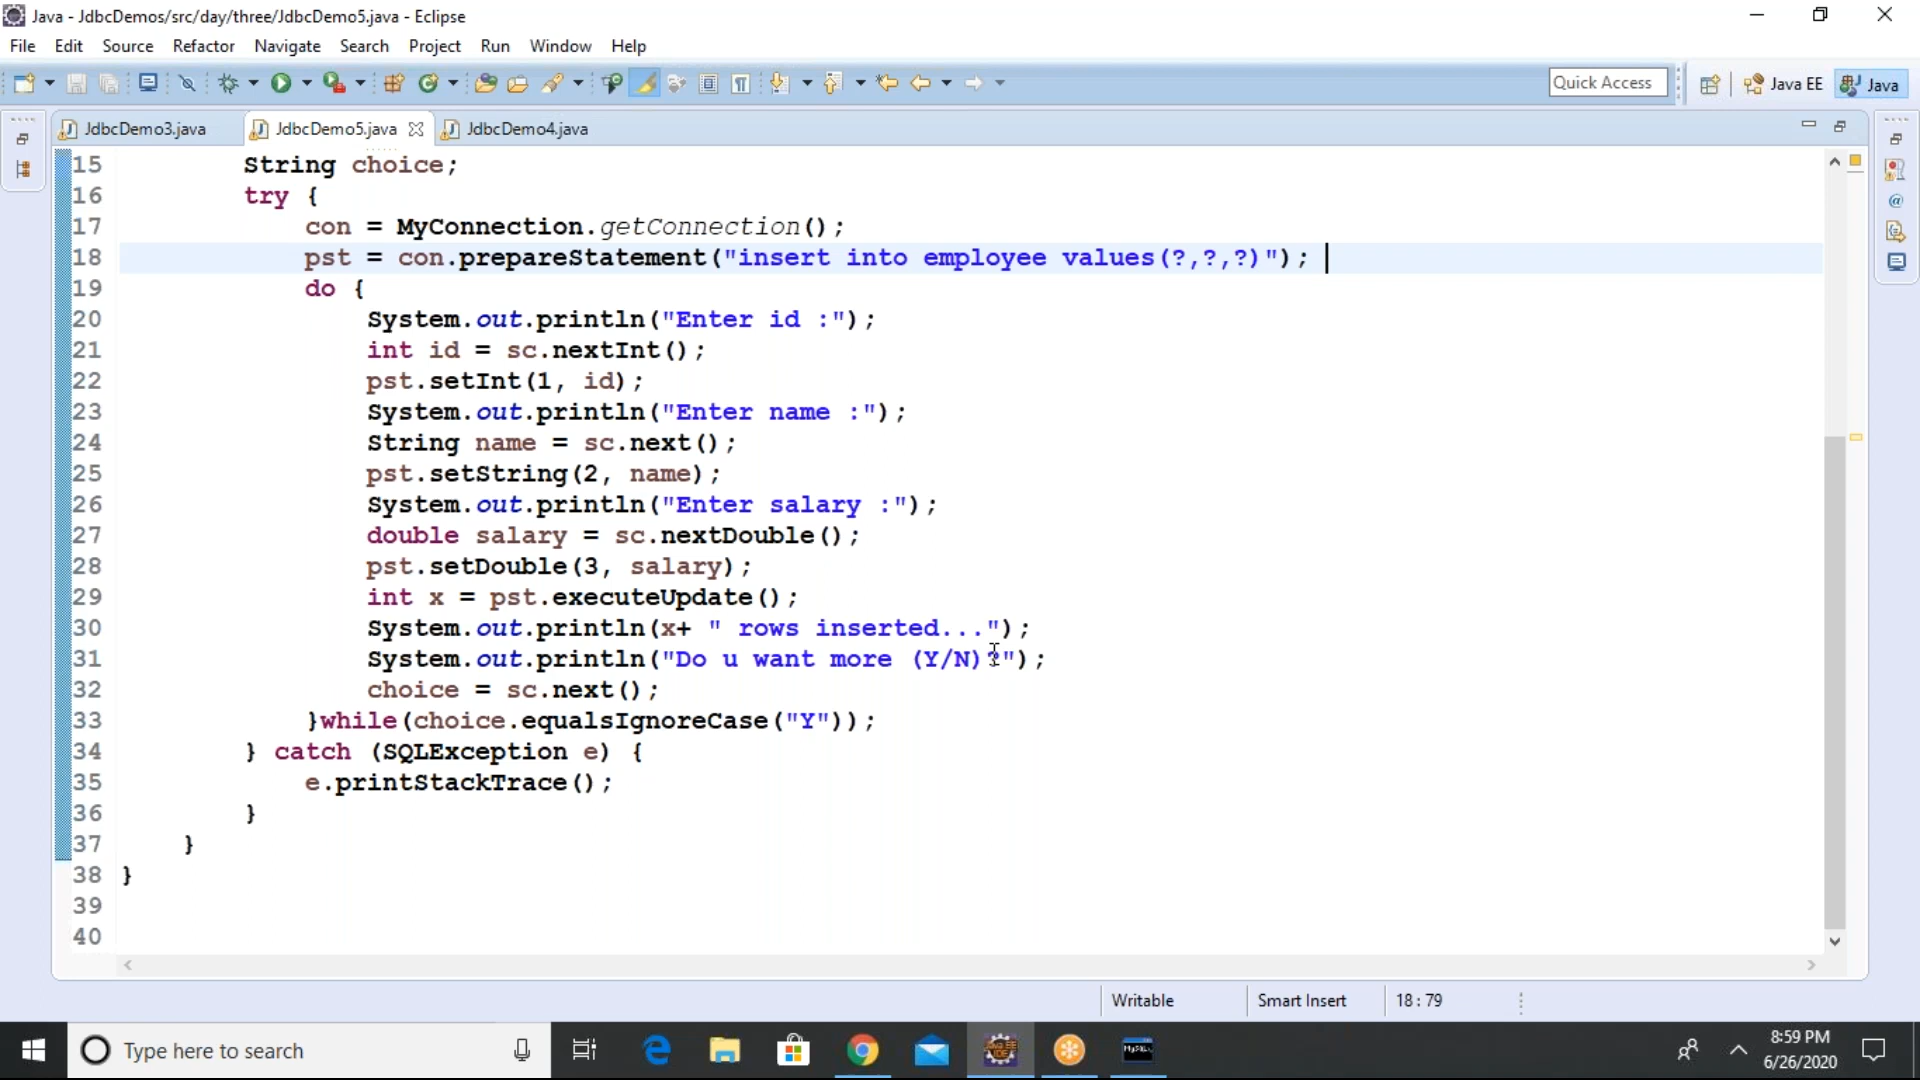 Java - JdbcDemos/src/day/three/JdbcDemo5.java - Eclipse
File Edit Source Refactor Navigate Search Project Run Window Help
Quick Access Java EE Java
JdbcDemo3.java JdbcDemo5.java JdbcDemo4.java
15 String choice;
16 try {
17 con = MyConnection.getConnection();
18 pst = con.prepareStatement("insert into employee values(?,?,?)");
19 do {
20 System.out.println("Enter id :");
21 int id = sc.nextInt();
22 pst.setInt(1, id);
23 System.out.println("Enter name :");
24 String name = sc.next();
25 pst.setString(2, name);
26 System.out.println("Enter salary :");
27 double salary = sc.nextDouble();
28 pst.setDouble(3, salary);
29 int x = pst.executeUpdate();
30 System.out.println(x+ " rows inserted...");
31 System.out.println("Do u want more (Y/N)?");
32 choice = sc.next();
33 }while(choice.equalsIgnoreCase("Y"));
34 } catch (SQLException e) {
35 e.printStackTrace();
36 }
37 }
38 }
39
40
Writable Smart Insert 18 : 79
Type here to search
8:59 PM
6/26/2020